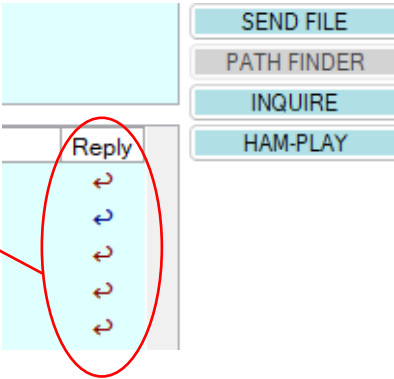 SEND FILE
PATH FINDER
INQUIRE
HAM-PLAY
Reply